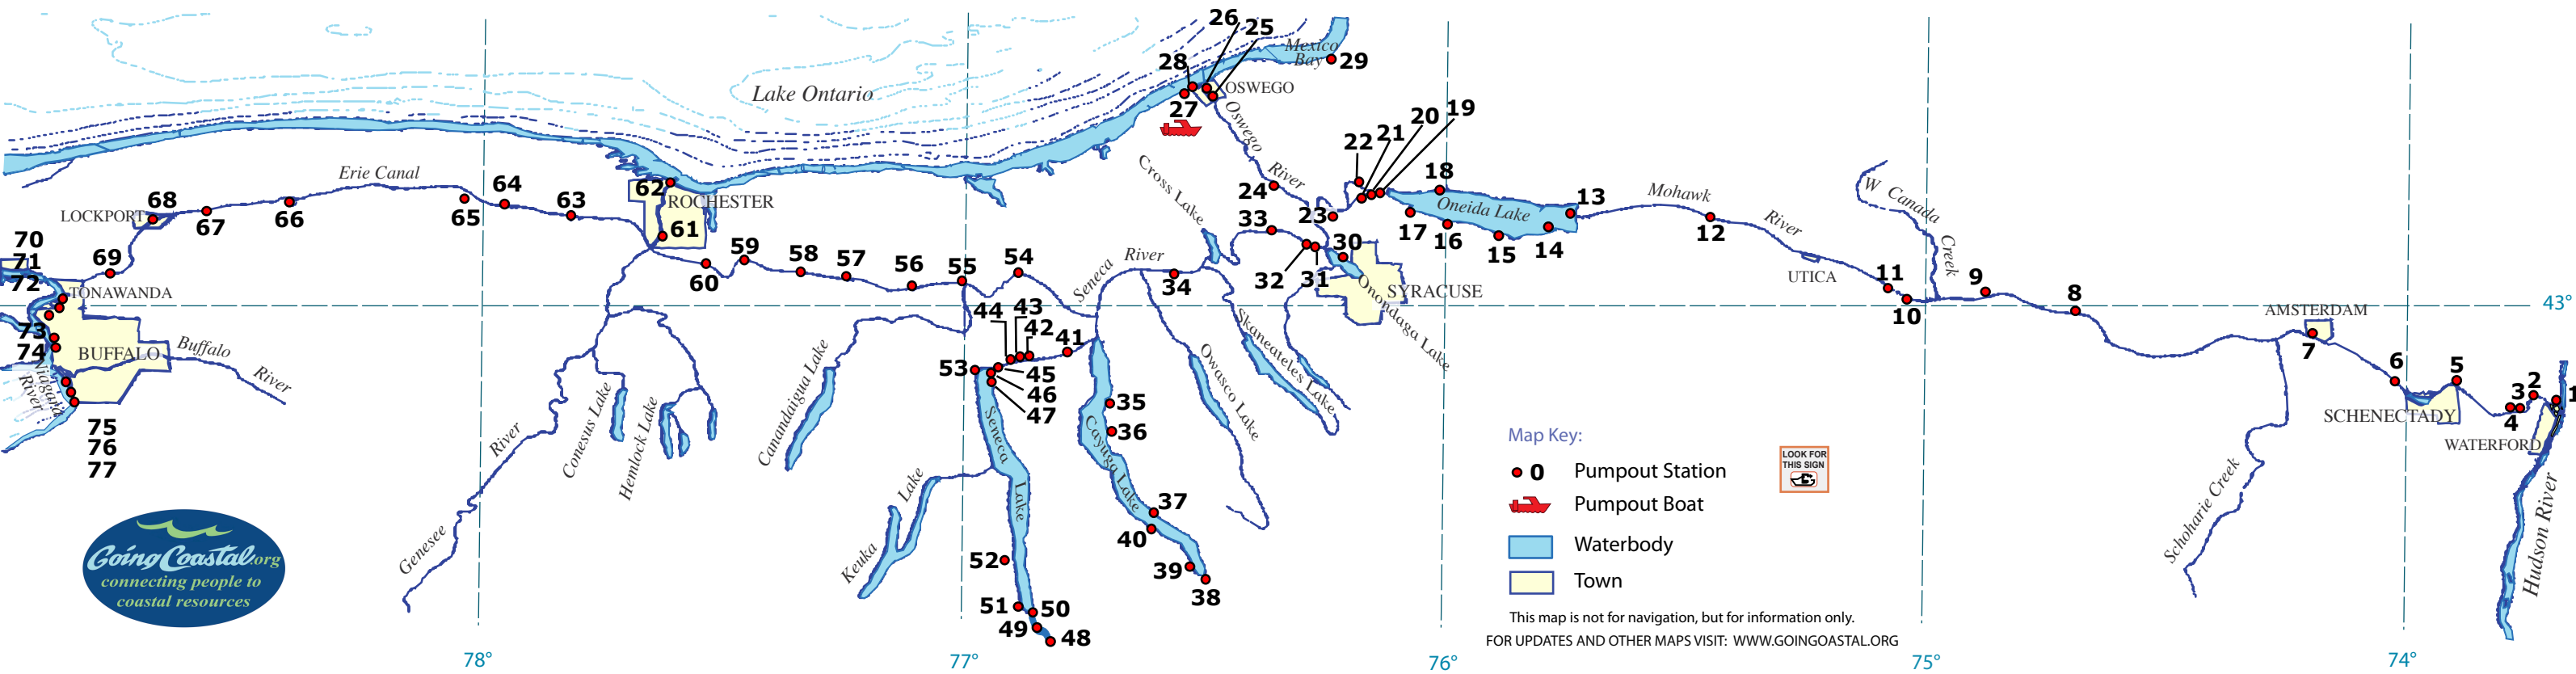 26
25
Mexico
Bay
29
28
OSWEGO
27
Lake Ontario
Oswego
River
20
19
21
22
Cross Lake
18
24
13
Mohawk
River
W Canada
Creek
Erie Canal
64
62
ROCHESTER
63
65
66
67
68
LOCKPORT
61
33
23
Oneida Lake
17
16
15
14
12
70
71
72
69
TONAWANDA
59
58
57
56
55
54
60
Seneca River
34
32
31
30
SYRACUSE
Onondaga Lake
UTICA
11
10
9
8
43°
AMSTERDAM
7
73
74
BUFFALO
Buffalo
River
Niagara
River
75
76
77
44
43
42
41
53
45
46
47
35
36
Skaneateles Lake
Owasco Lake
Cayuga Lake
Seneca
Lake
Canandaigua Lake
Conesus Lake
Hemlock Lake
Genesee
River
Keuka
Lake
37
40
39
38
52
51
50
49
48
6
5
3
2
1
4
SCHENECTADY
WATERFORD
Schoharie Creek
Hudson River
Map Key:
0 Pumpout Station
Pumpout Boat
Waterbody
Town
LOOK FOR
THIS SIGN
This map is not for navigation, but for information only.
FOR UPDATES AND OTHER MAPS VISIT: WWW.GOINGOASTAL.ORG
GoingCoastal.org
connecting people to
coastal resources
78°
77°
76°
75°
74°